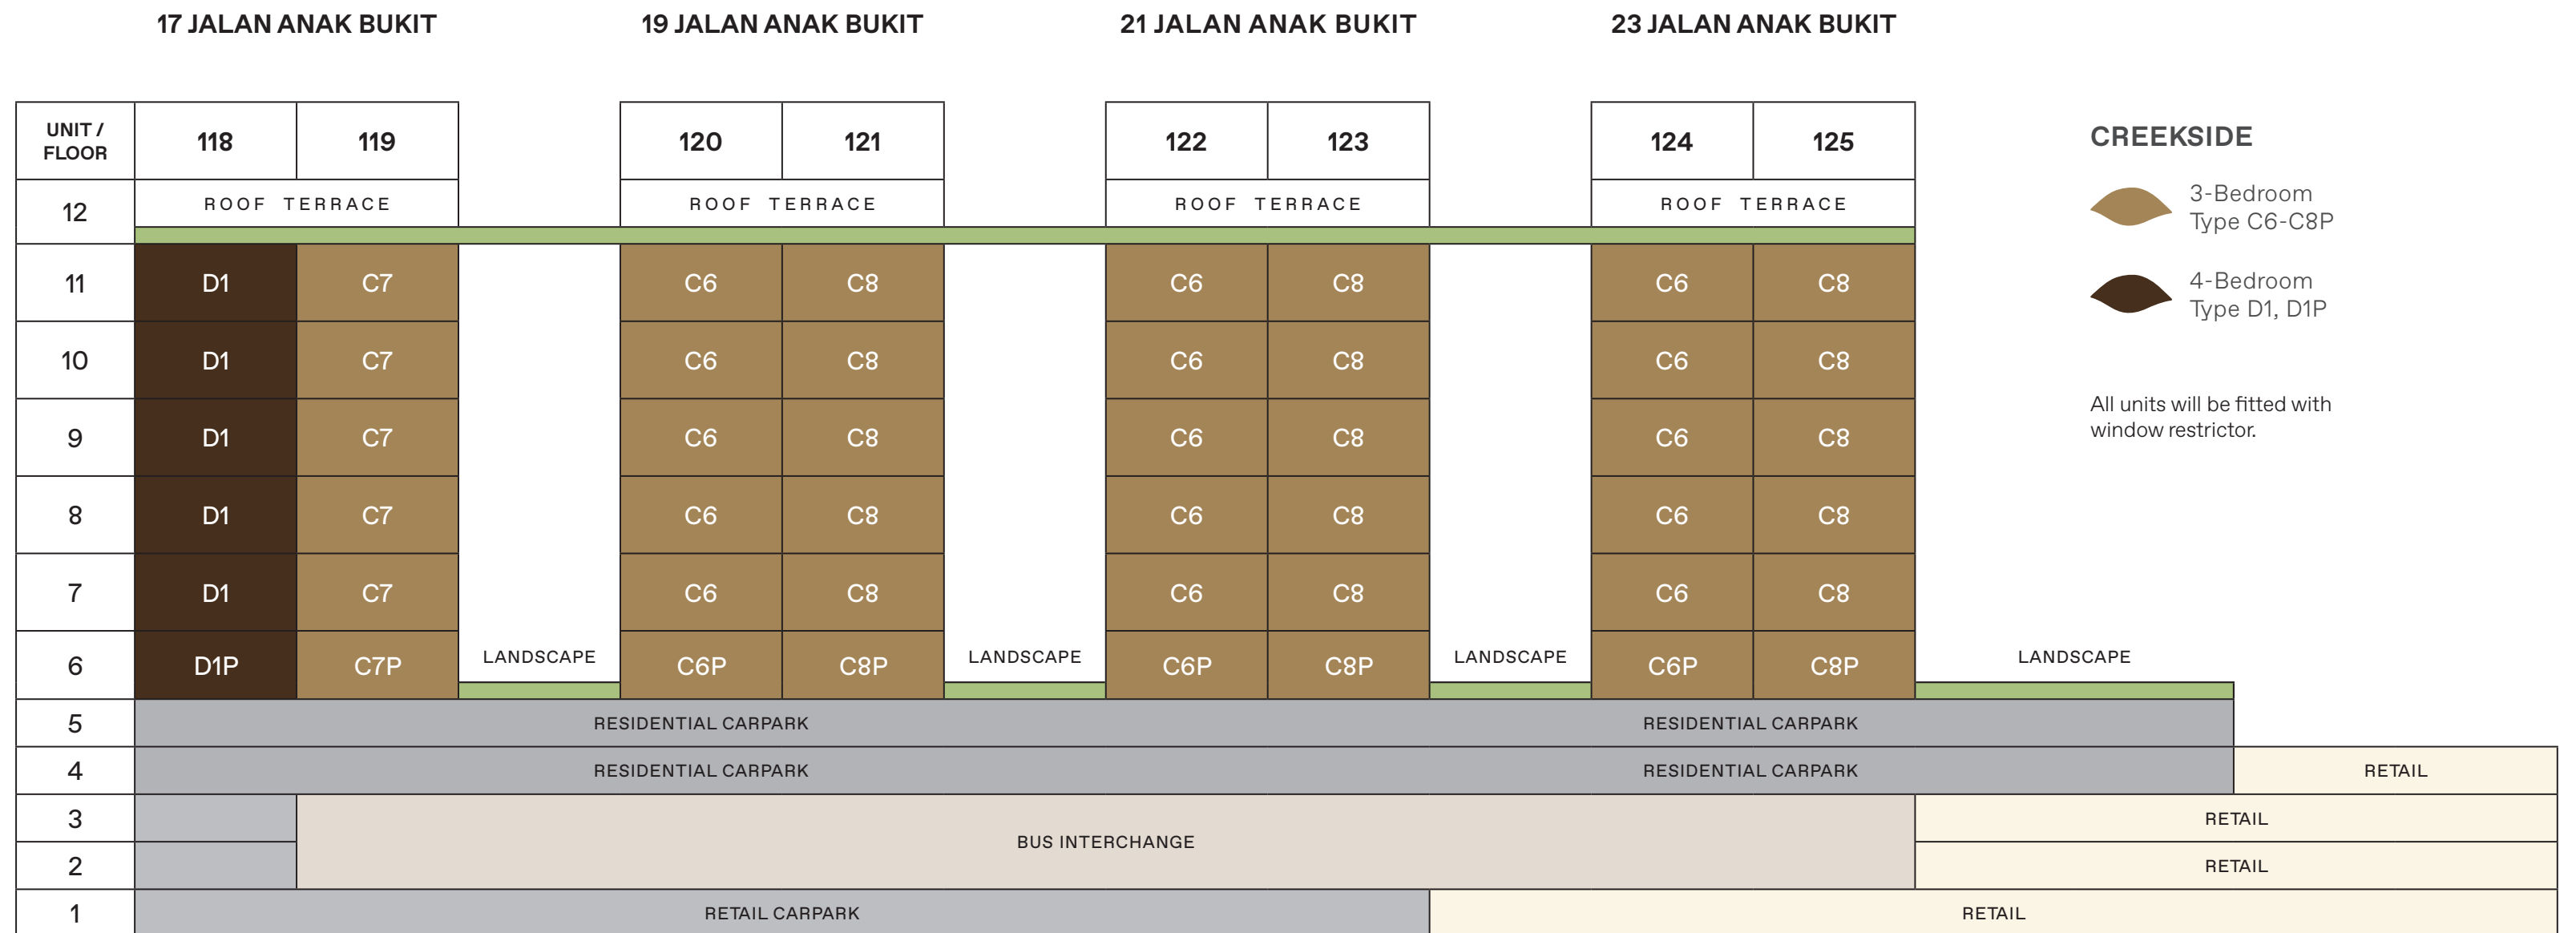 17 JALAN ANAK BUKIT 19 JALAN ANAK BUKIT 21 JALAN ANAK BUKIT 23 JALAN ANAK BUKIT
UNIT /
FLOOR
118 119 120 121 122 123 124 125
12 ROOF TERRACE ROOF TERRACE ROOF TERRACE ROOF TERRACE
11 D1 C7 C6 C8 C6 C8 C6 C8
10 D1 C7 C6 C8 C6 C8 C6 C8
9 D1 C7 C6 C8 C6 C8 C6 C8
8 D1 C7 C6 C8 C6 C8 C6 C8
7 D1 C7 C6 C8 C6 C8 C6 C8
6 D1P C7P LANDSCAPE C6P C8P LANDSCAPE C6P C8P LANDSCAPE C6P C8P LANDSCAPE
5 RESIDENTIAL CARPARK RESIDENTIAL CARPARK
4 RESIDENTIAL CARPARK RESIDENTIAL CARPARK RETAIL
3 RETAIL
BUS INTERCHANGE
2 RETAIL
1 RETAIL CARPARK RETAIL
CREEKSIDE
3-Bedroom
Type C6-C8P
4-Bedroom
Type D1, D1P
All units will be fitted with
window restrictor.